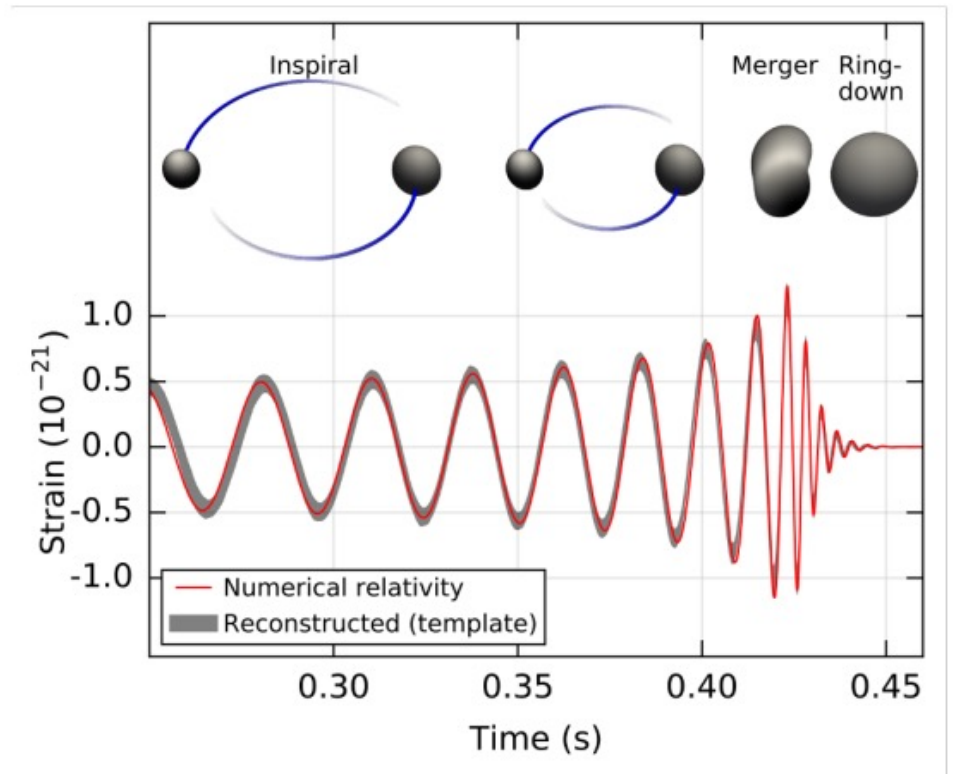 Inspiral
Merger
Ring-
down
1.0
0.5
0.0
-0.5
-1.0
Strain (10⁻²¹)
Numerical relativity
Reconstructed (template)
0.30
0.35
0.40
0.45
Time (s)